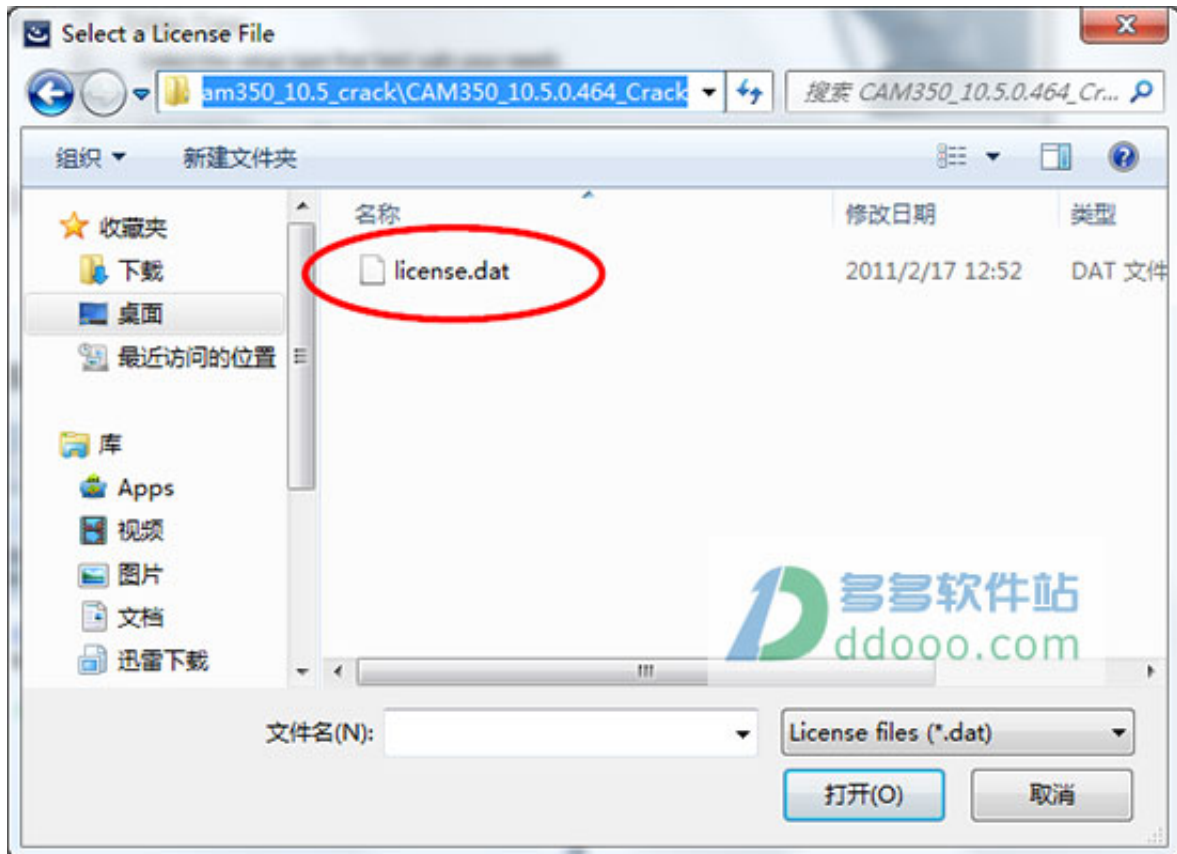 Select a License File
am350_10.5_crack\CAM350_10.5.0.464_Crack
搜索 CAM350_10.5.0.464_Cr...
组织
新建文件夹
名称
修改日期
类型
收藏夹
下载
桌面
最近访问的位置
库
Apps
视频
图片
文档
迅雷下载
license.dat
2011/2/17 12:52
DAT 文件
多多软件站
ddooo.com
文件名(N):
License files (*.dat)
打开(O)
取消